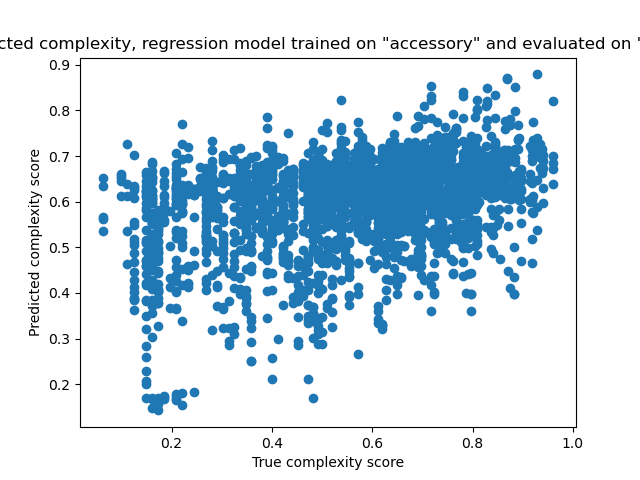 cted complexity, regression model trained on "accessory" and evaluated on "
0.9
0.8
0.7
0.6
0.5
0.4
0.3
0.2
Predicted complexity score
0.2 0.4 0.6 0.8 1.0
True complexity score